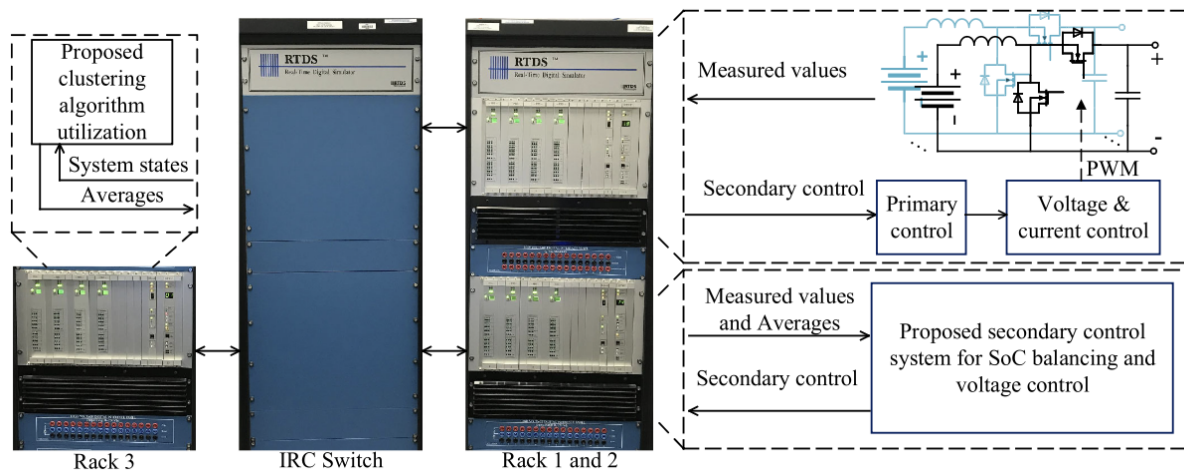 Proposed
clustering
algorithm
utilization
System states
Averages
Rack 3
RTDS™
Real-Time Digital Simulator
IRC Switch
RTDS™
Real-Time Digital Simulator
Rack 1 and 2
Measured values
+
+
-
+
-
PWM
Secondary control
Primary
control
Voltage &
current control
Measured values
and Averages
Secondary control
Proposed secondary control
system for SoC balancing and
voltage control